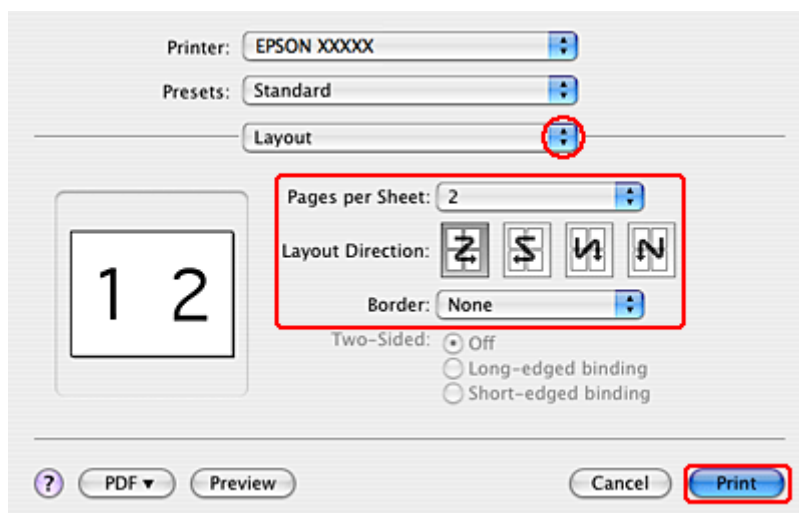 Printer: EPSON XXXXX
Presets: Standard
Layout
Pages per Sheet: 2
Layout Direction:
Border: None
Two-Sided: Off
Long-edged binding
Short-edged binding
1 2
? PDF ▼ Preview Cancel Print